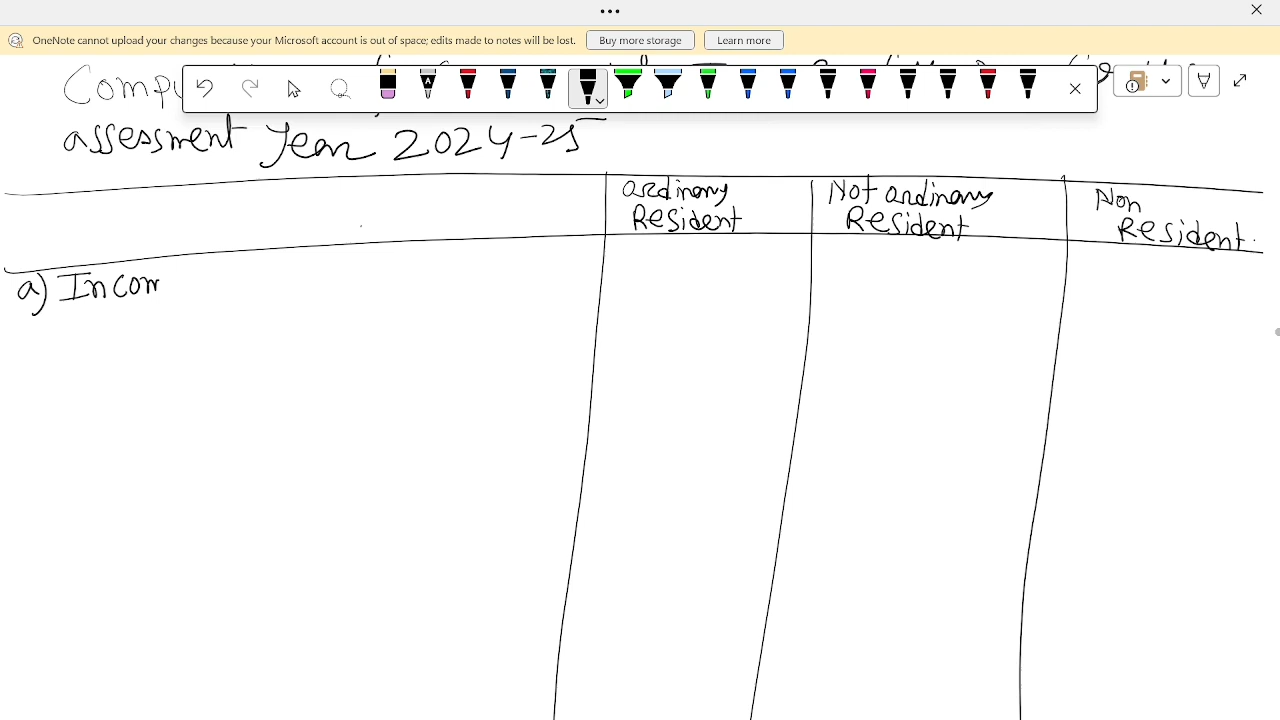 OneNote cannot upload your changes because your Microsoft account is out of space; edits made to notes will be lost. Buy more storage Learn more
assessment Year 2024-25
ordinary Not ordinary Non
Resident Resident Resident.
a) Incom